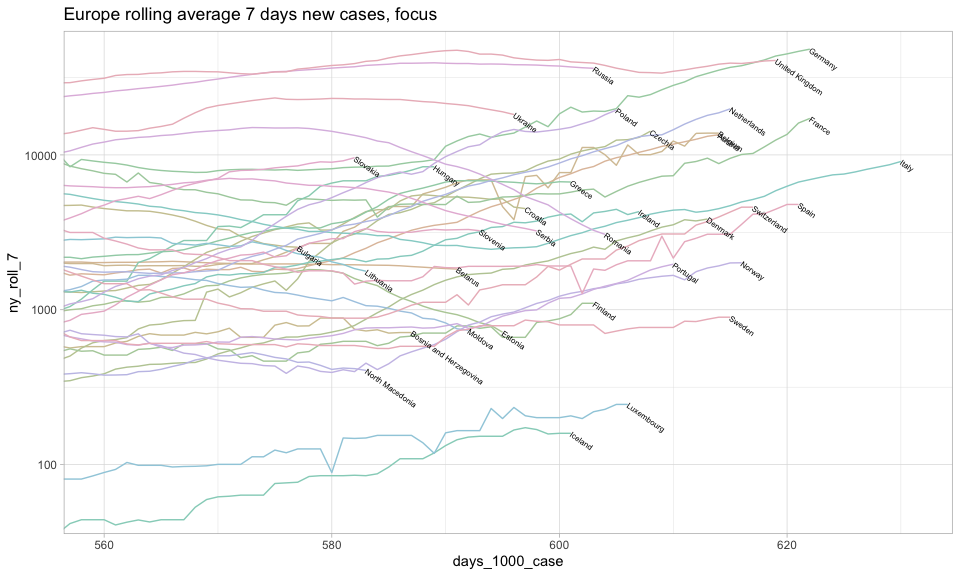 Europe rolling average 7 days new cases, focus
ny_roll_7
10000
1000
100
Germany
United Kingdom
Russia
Ukraine
Poland
Netherlands
Czechia
France
Italy
Slovakia
Hungary
Greece
Croatia
Ireland
Switzerland
Spain
Denmark
Slovenia
Serbia
Romania
Bulgaria
Lithuania
Belarus
Portugal
Norway
Finland
Sweden
Moldova
Estonia
Bosnia and Herzegovina
North Macedonia
Luxembourg
Iceland
560
580
600
620
days_1000_case